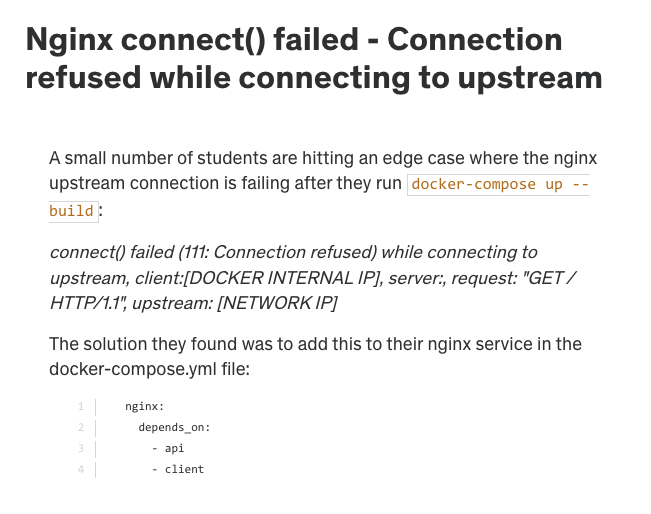 Nginx connect() failed - Connection
refused while connecting to upstream
A small number of students are hitting an edge case where the nginx
upstream connection is failing after they run docker-compose up --
build:
connect() failed (111: Connection refused) while connecting to
upstream, client:[DOCKER INTERNAL IP], server:, request: "GET /
HTTP/1.1", upstream: [NETWORK IP]
The solution they found was to add this to their nginx service in the
docker-compose.yml file:
1 nginx:
2 depends_on:
3 - api
4 - client